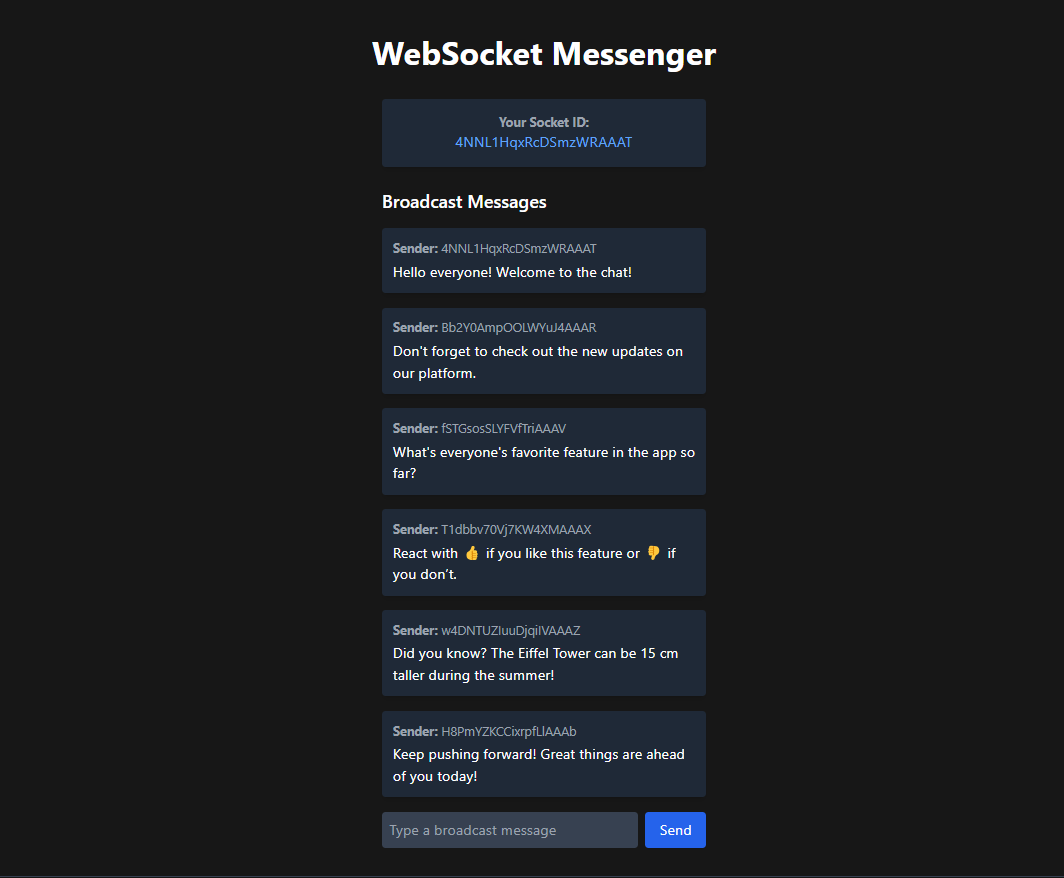 WebSocket Messenger
Your Socket ID:
4NNL1HqxRcDSmzWRAAAT
Broadcast Messages
Sender: 4NNL1HqxRcDSmzWRAAAT
Hello everyone! Welcome to the chat!
Sender: Bb2Y0AmpOOLWYuJ4AAAR
Don't forget to check out the new updates on
our platform.
Sender: fSTGsosSLYFVfTriAAAV
What's everyone's favorite feature in the app so
far?
Sender: T1dbbv70Vj7KW4XMAAAX
React with 👍 if you like this feature or 👎 if
you don’t.
Sender: w4DNTUZIuuDjqiIVAAAZ
Did you know? The Eiffel Tower can be 15 cm
taller during the summer!
Sender: H8PmYZKCCixrpfLlAAAb
Keep pushing forward! Great things are ahead
of you today!
Type a broadcast message
Send